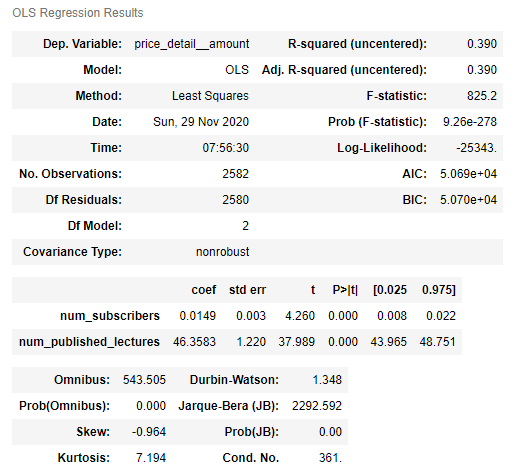 OLS Regression Results
Dep. Variable: price_detail__amount R-squared (uncentered): 0.390
Model: OLS Adj. R-squared (uncentered): 0.390
Method: Least Squares F-statistic: 825.2
Date: Sun, 29 Nov 2020 Prob (F-statistic): 9.26e-278
Time: 07:56:30 Log-Likelihood: -25343.
No. Observations: 2582 AIC: 5.069e+04
Df Residuals: 2580 BIC: 5.070e+04
Df Model: 2
Covariance Type: nonrobust
coef std err t P>|t| [0.025 0.975]
num_subscribers 0.0149 0.003 4.260 0.000 0.008 0.022
num_published_lectures 46.3583 1.220 37.989 0.000 43.965 48.751
Omnibus: 543.505 Durbin-Watson: 1.348
Prob(Omnibus): 0.000 Jarque-Bera (JB): 2292.592
Skew: -0.964 Prob(JB): 0.00
Kurtosis: 7.194 Cond. No. 361.